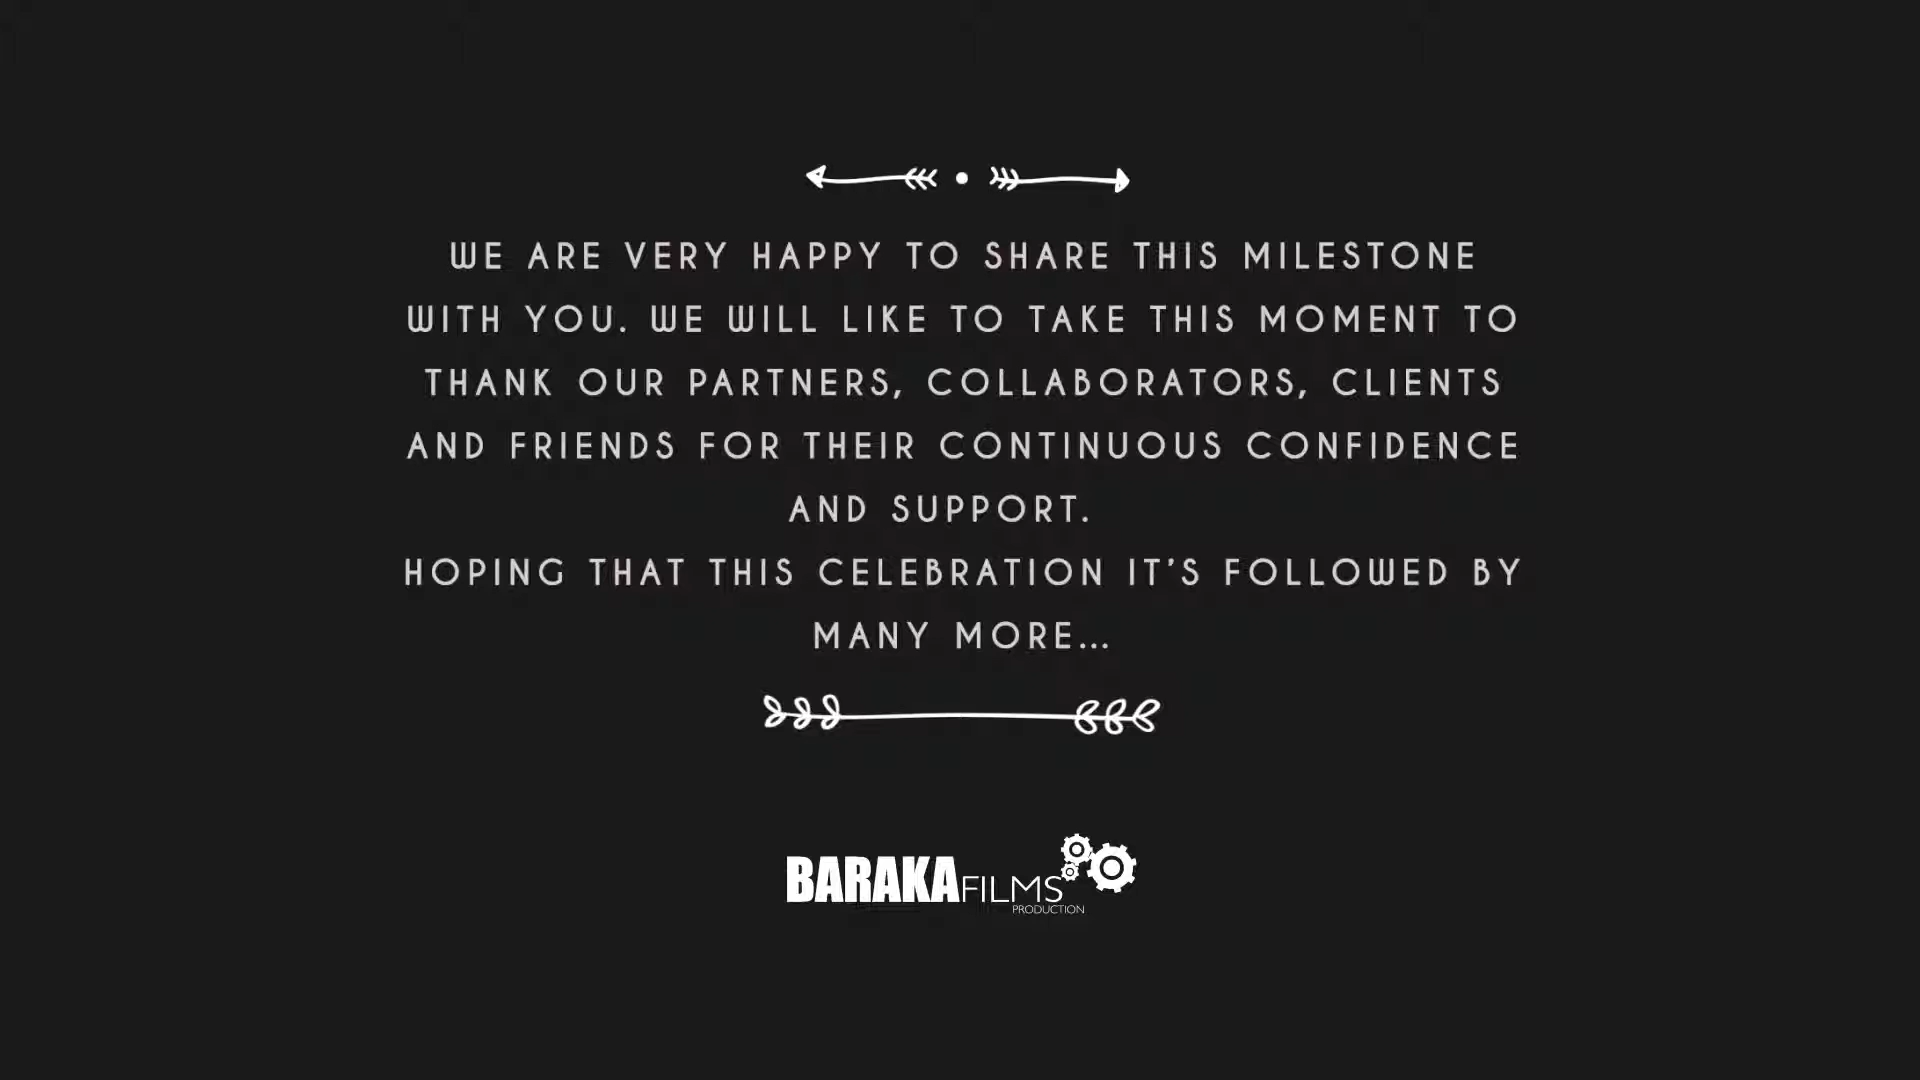 WE ARE VERY HAPPY TO SHARE THIS MILESTONE
WITH YOU. WE WILL LIKE TO TAKE THIS MOMENT TO
THANK OUR PARTNERS, COLLABORATORS, CLIENTS
AND FRIENDS FOR THEIR CONTINUOUS CONFIDENCE
AND SUPPORT.
HOPING THAT THIS CELEBRATION IT'S FOLLOWED BY
MANY MORE...
BARAKAFILMS
PRODUCTION